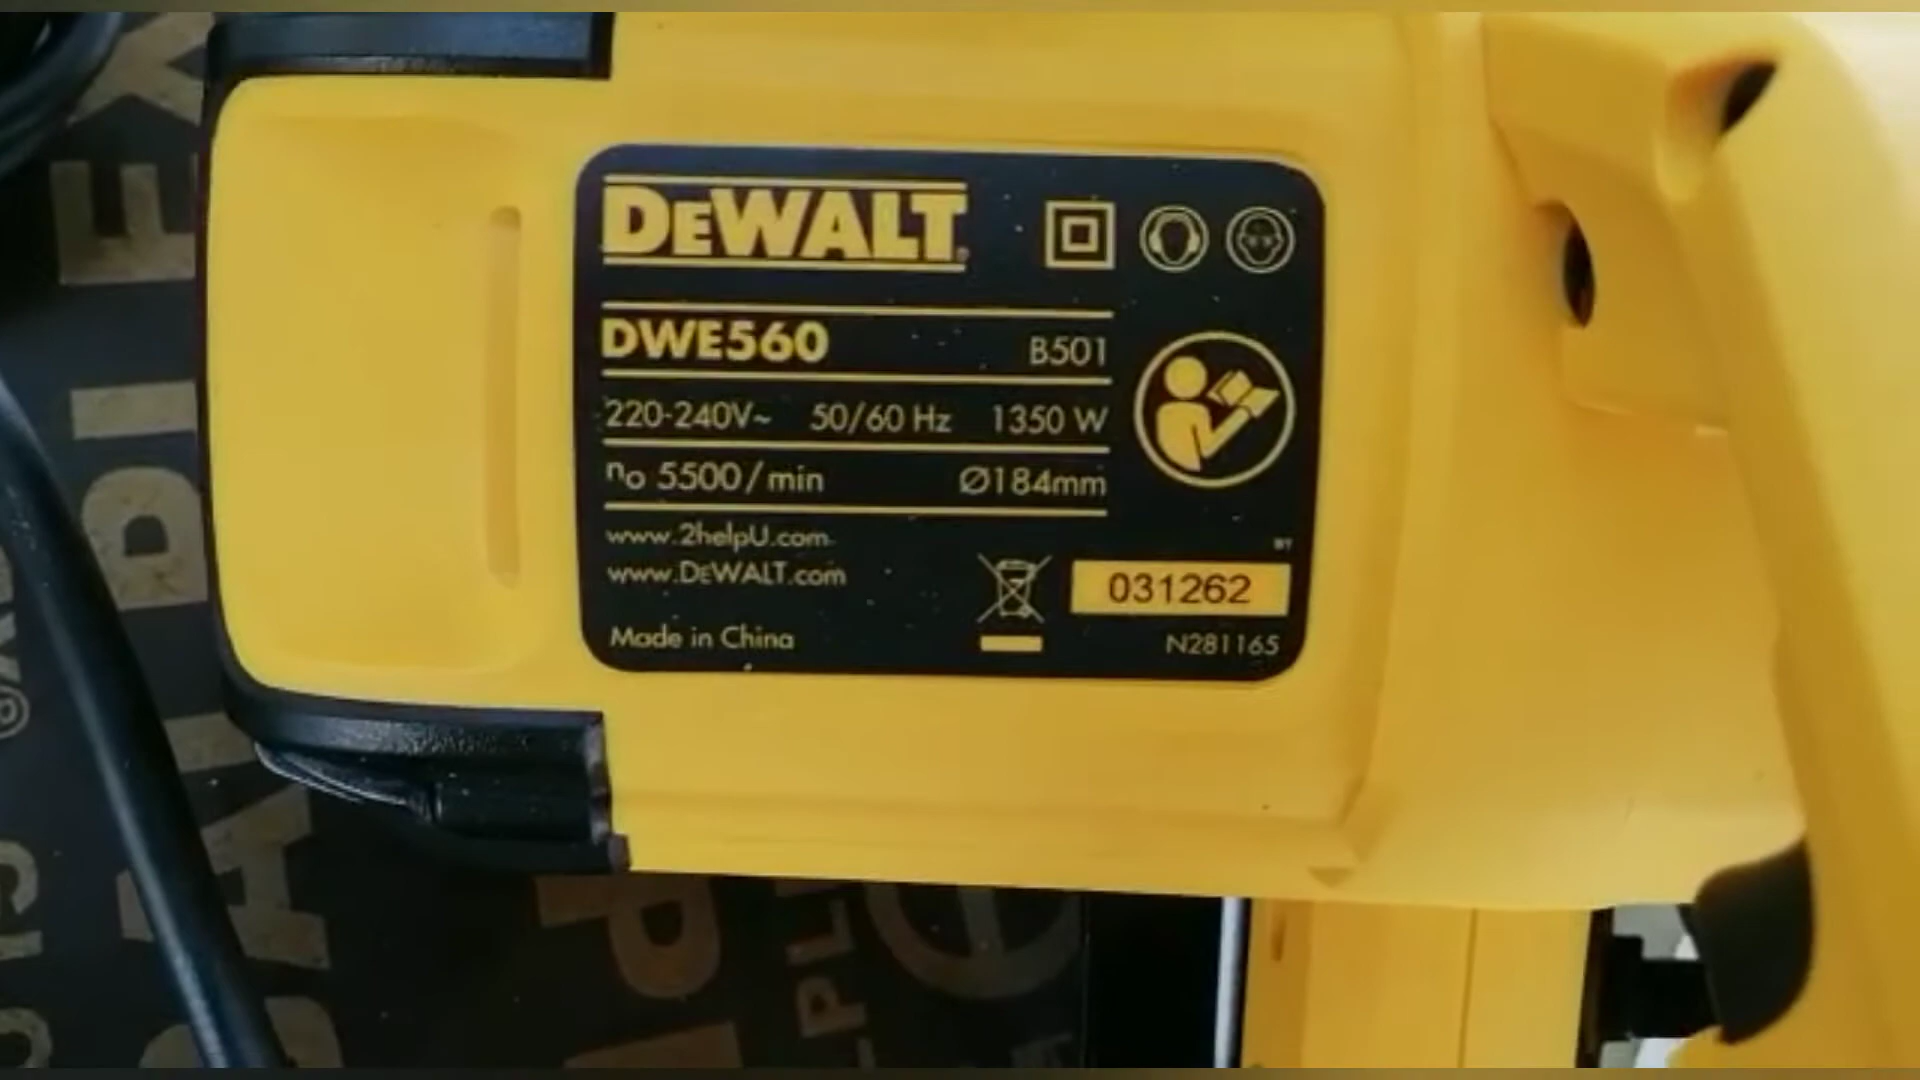 DEWALT
DWE560 B501
220-240V~ 50/60 Hz 1350 W
no 5500/min Ø184mm
www.2helpU.com
www.DEWALT.com
031262
Made in China
N281165